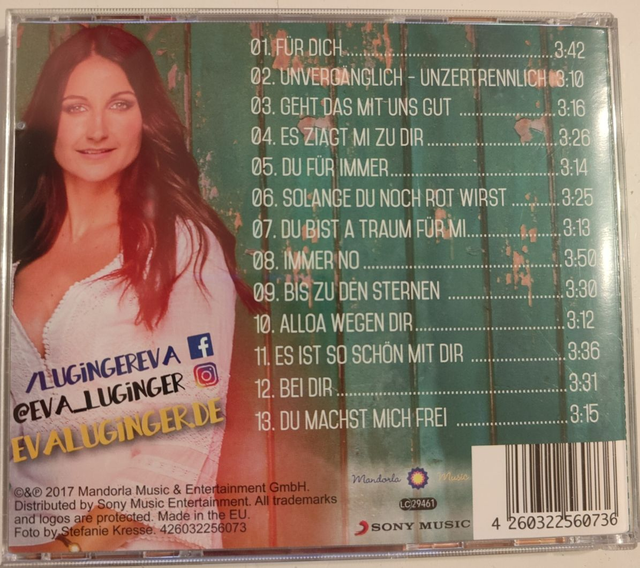 01. FÜR DICH 3:42
02. UNVERGÄNGLICH - UNZERTRENNLICH 3:10
03. GEHT DAS MIT UNS GUT 3:16
04. ES ZIAGT MI ZU DIR 3:26
05. DU FÜR IMMER 3:14
06. SOLANGE DU NOCH ROT WIRST 3:25
07. DU BIST A TRAUM FÜR MI 3:13
08. IMMER NO 3:50
09. BIS ZU DEN STERNEN 3:30
10. ALLOA WEGEN DIR 3:12
11. ES IST SO SCHÖN MIT DIR 3:36
12. BEI DIR 3:31
13. DU MACHST MICH FREI 3:15
/LUGINGEREVA
@EVA_LUGINGER
EVALUGINGER.DE
©&℗ 2017 Mandorla Music & Entertainment GmbH.
Distributed by Sony Music Entertainment. All trademarks
and logos are protected. Made in the EU.
Foto by Stefanie Kresse. 426032256073
Mandorla Music
LC 29461
SONY MUSIC
4 260322 560736